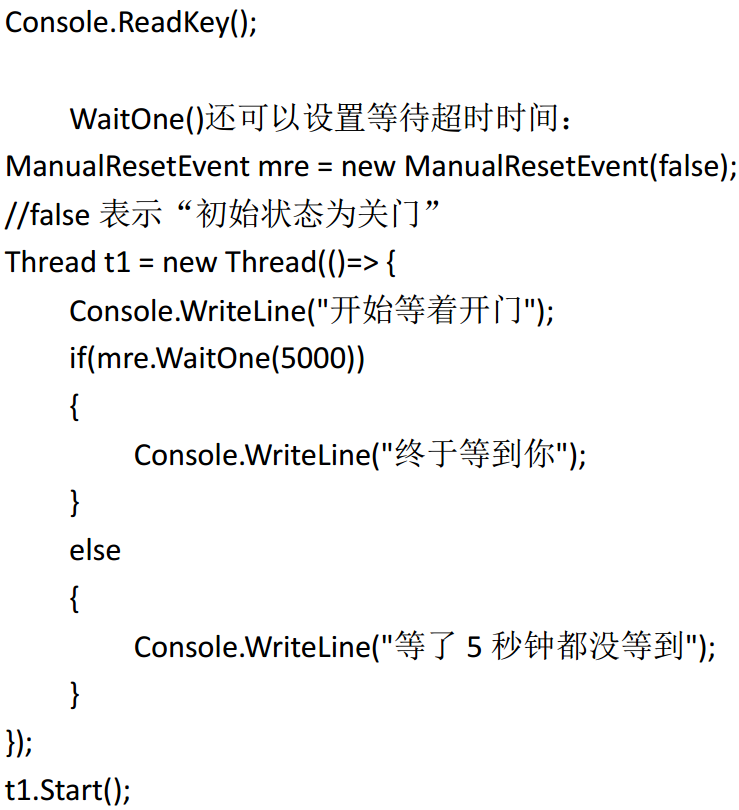 Console.ReadKey();
WaitOne()还可以设置等待超时时间：
ManualResetEvent mre = new ManualResetEvent(false);
//false 表示“初始状态为关门”
Thread t1 = new Thread(()=> {
Console.WriteLine("开始等着开门");
if(mre.WaitOne(5000))
{
Console.WriteLine("终于等到你");
}
else
{
Console.WriteLine("等了 5 秒钟都没等到");
}
});
t1.Start();